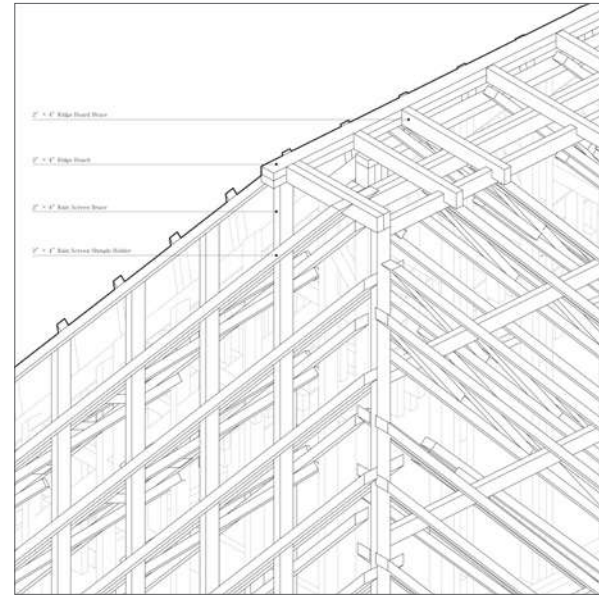 2" × 6" Ridge Board Brace
2" × 4" Ridge Board
2" × 4" Rain Screen Brace
2" × 4" Rain Screen Shingle Holder